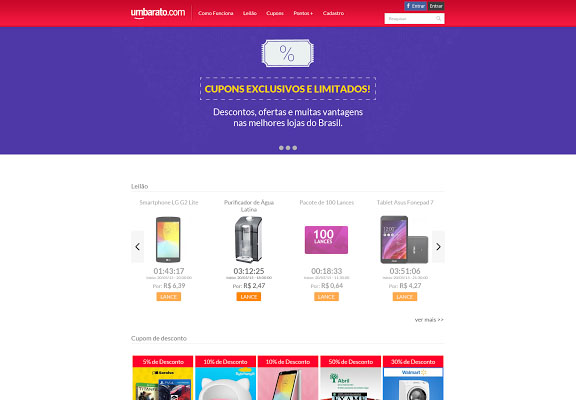 umbarato.com
Como Funciona Leilão Cupons Pontos + Cadastro
f Entrar Entrar
Pesquisar
%
CUPONS EXCLUSIVOS E LIMITADOS!
Descontos, ofertas e muitas vantagens
nas melhores lojas do Brasil.
Leilão
Smartphone LG G2 Lite
Purificador de Água
Latina
Pacote de 100 Lances
Tablet Asus Fonepad 7
100
LANCES
01:43:17 03:12:25 00:18:33 03:51:06
Por: R$ 6,39 Por: R$ 2,47 Por: R$ 0,64 Por: R$ 4,27
LANCE LANCE LANCE LANCE
ver mais >>
Cupom de desconto
5% de Desconto 10% de Desconto 10% de Desconto 50% de Desconto 30% de Desconto
Saraiva
Abril
Walmart